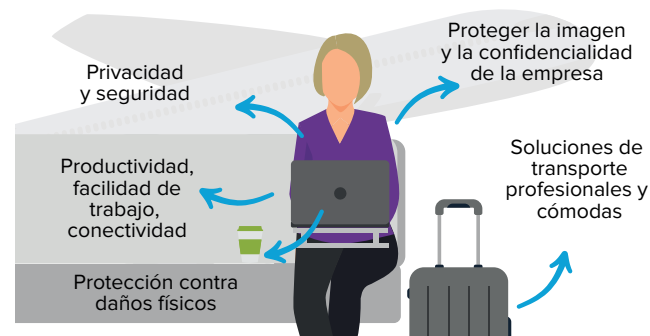 Privacidad
y seguridad
Proteger la imagen
y la confidencialidad
de la empresa
Productividad,
facilidad de
trabajo,
conectividad
Soluciones de
transporte
profesionales y
cómodas
Protección contra
daños físicos